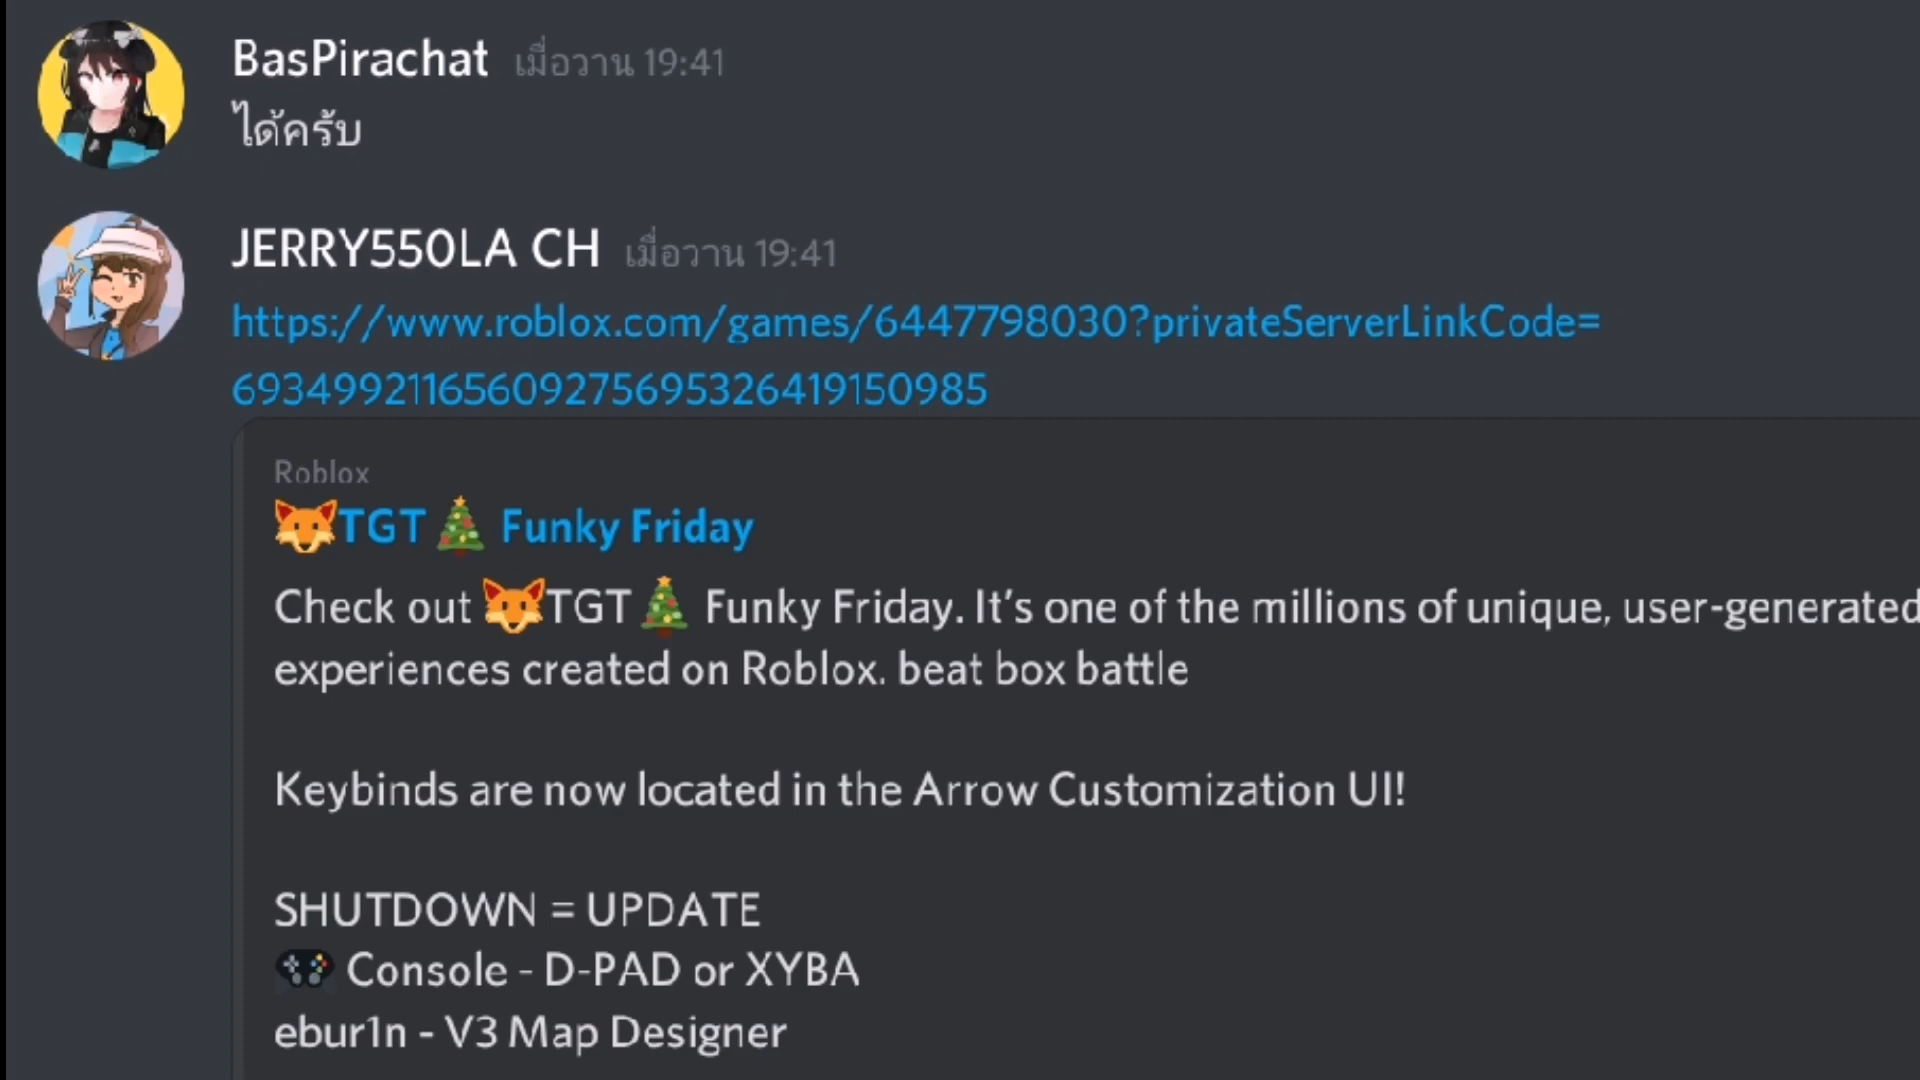 BasPirachat เมื่อวาน 19:41
ได้ครับ
JERRY550LA CH เมื่อวาน 19:41
https://www.roblox.com/games/6447798030?privateServerLinkCode=
69349921165609275695326419150985
Roblox
🦊TGT🎄 Funky Friday
Check out 🦊TGT🎄 Funky Friday. It’s one of the millions of unique, user-generated
experiences created on Roblox. beat box battle
Keybinds are now located in the Arrow Customization UI!
SHUTDOWN = UPDATE
🎮 Console - D-PAD or XYBA
ebur1n - V3 Map Designer